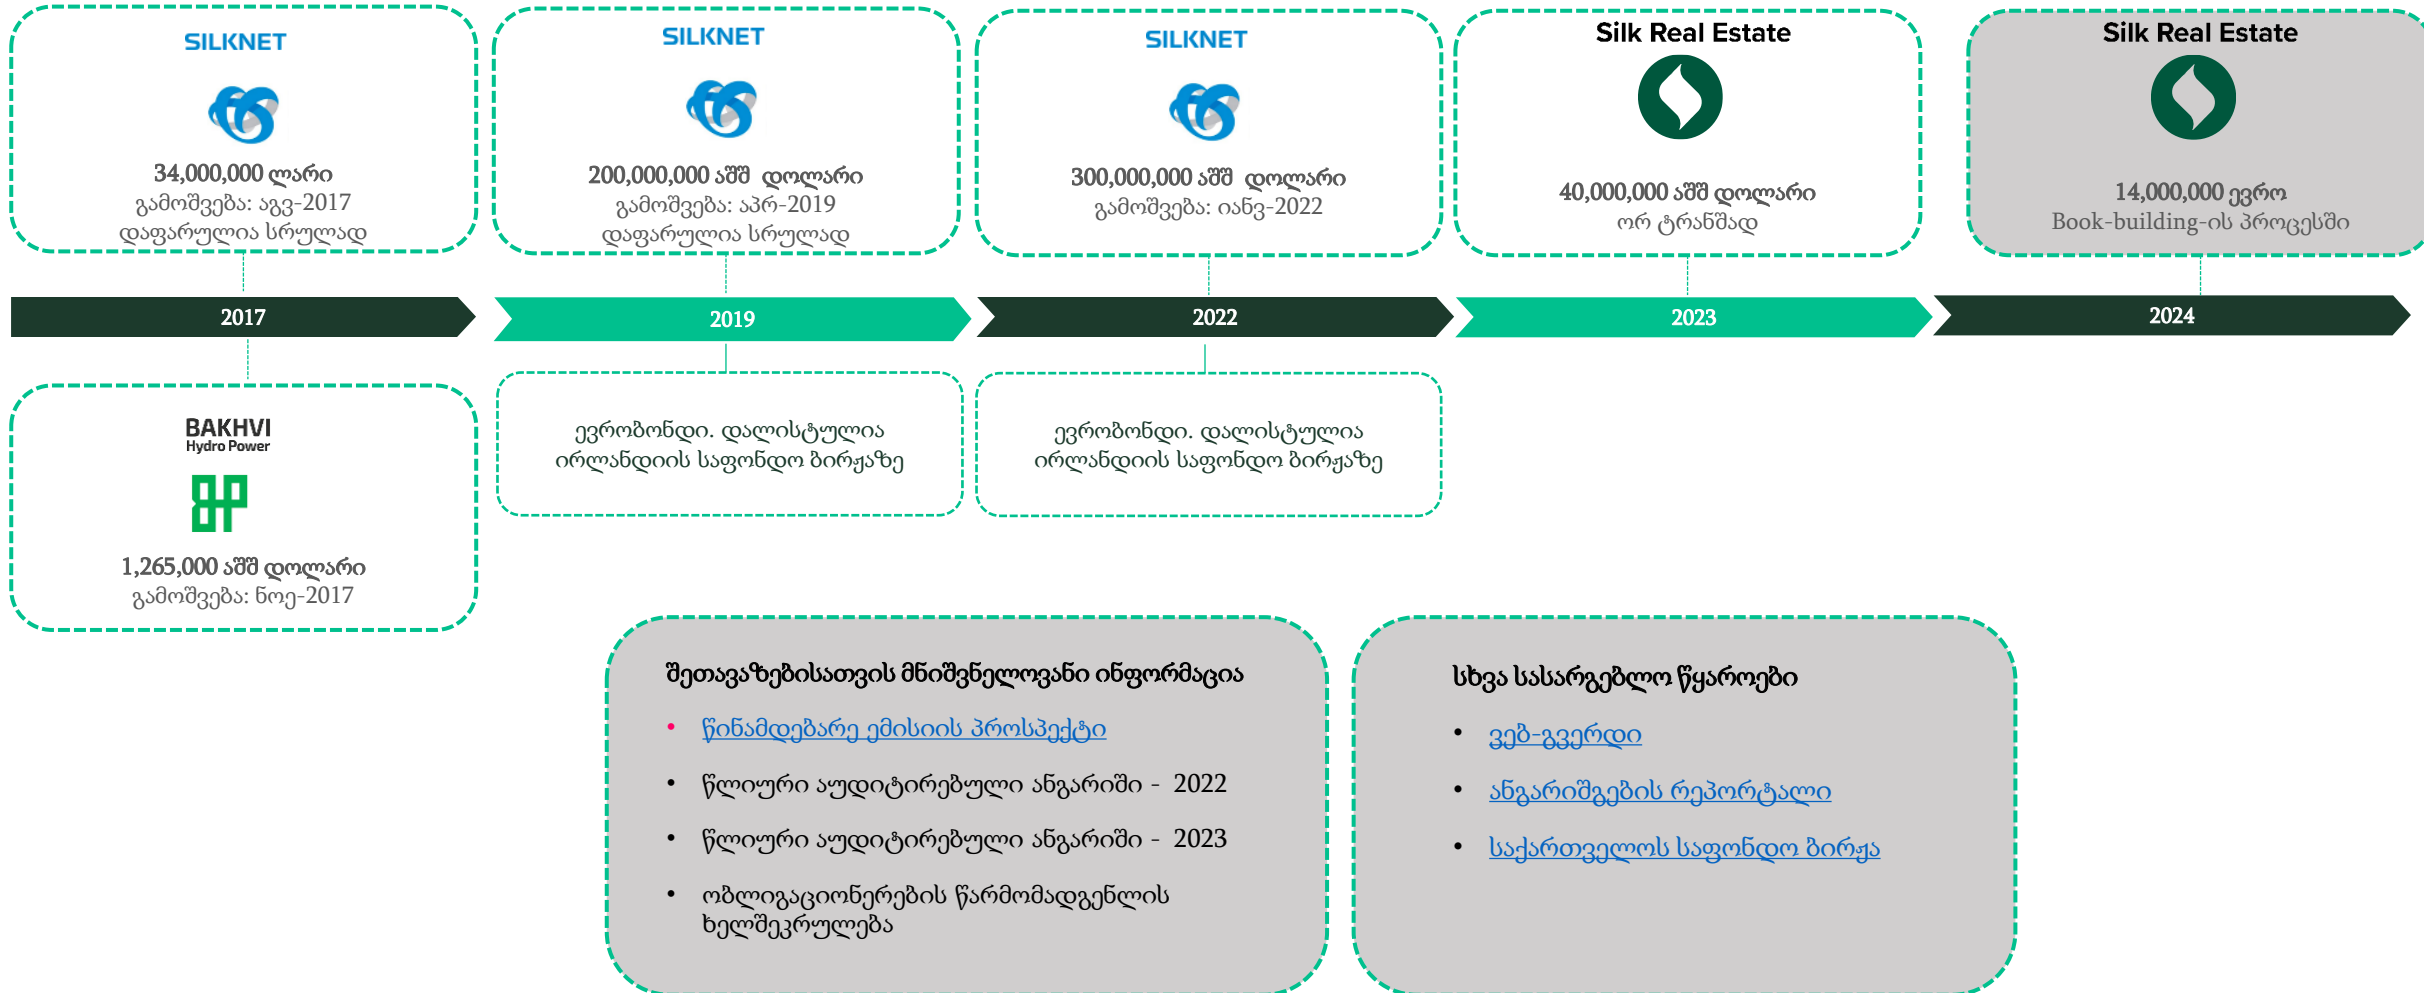 SILKNET
34,000,000 ლარი
გამოშვება: აგვ-2017
დაფარულია სრულად
SILKNET
200,000,000 აშშ დოლარი
გამოშვება: აპრ-2019
დაფარულია სრულად
SILKNET
300,000,000 აშშ დოლარი
გამოშვება: იანვ-2022
Silk Real Estate
40,000,000 აშშ დოლარი
ორ ტრანშად
Silk Real Estate
14,000,000 ევრო
Book-building-ის პროცესში
2017
2019
2022
2023
2024
BAKHVI
Hydro Power
1,265,000 აშშ დოლარი
გამოშვება: ნოე-2017
ევრობონდი. დალისტულია
ირლანდიის საფონდო ბირჟაზე
ევრობონდი. დალისტულია
ირლანდიის საფონდო ბირჟაზე
შეთავაზებისათვის მნიშვნელოვანი ინფორმაცია
• წინამდებარე ემისიის პროსპექტი
• წლიური აუდიტირებული ანგარიში - 2022
• წლიური აუდიტირებული ანგარიში - 2023
• ობლიგაციონერების წარმომადგენლის
ხელშეკრულება
სხვა სასარგებლო წყაროები
• ვებ-გვერდი
• ანგარიშგების რეპორტალი
• საქართველოს საფონდო ბირჟა